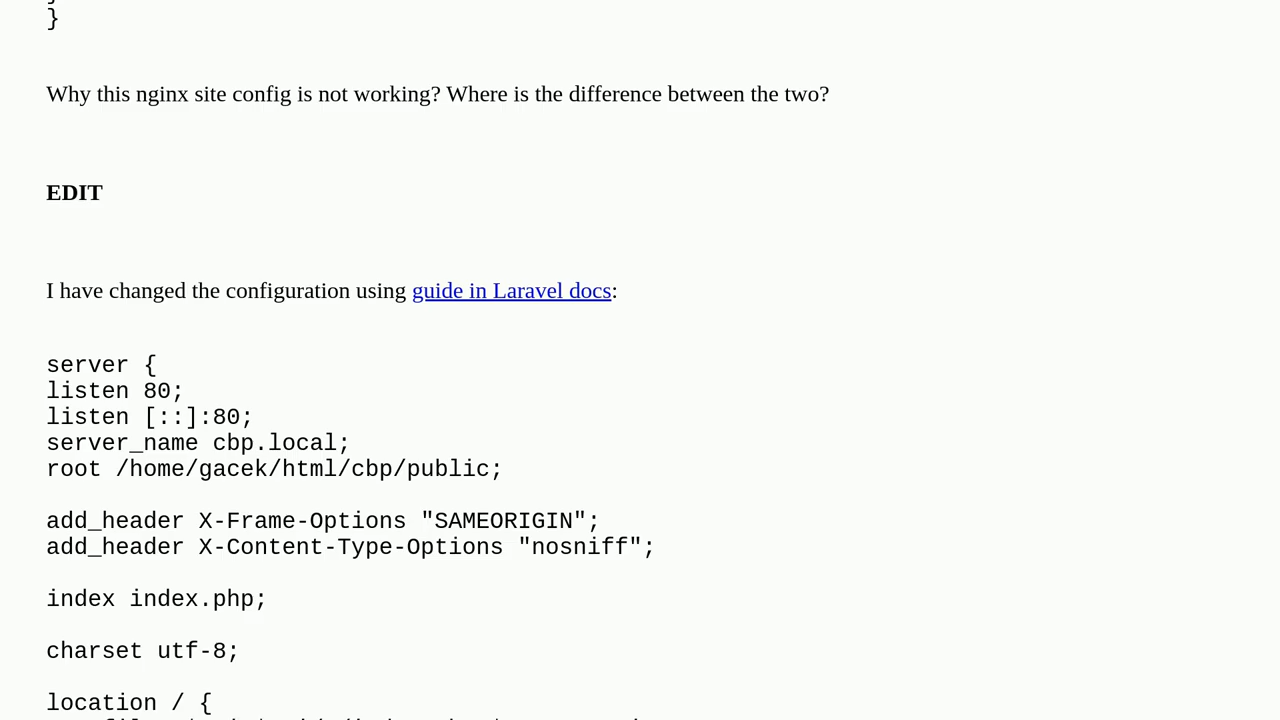 }
Why this nginx site config is not working? Where is the difference between the two?
EDIT
I have changed the configuration using guide in Laravel docs:
server {
listen 80;
listen [::]:80;
server_name cbp.local;
root /home/gacek/html/cbp/public;
add_header X-Frame-Options "SAMEORIGIN";
add_header X-Content-Type-Options "nosniff";
index index.php;
charset utf-8;
location / {